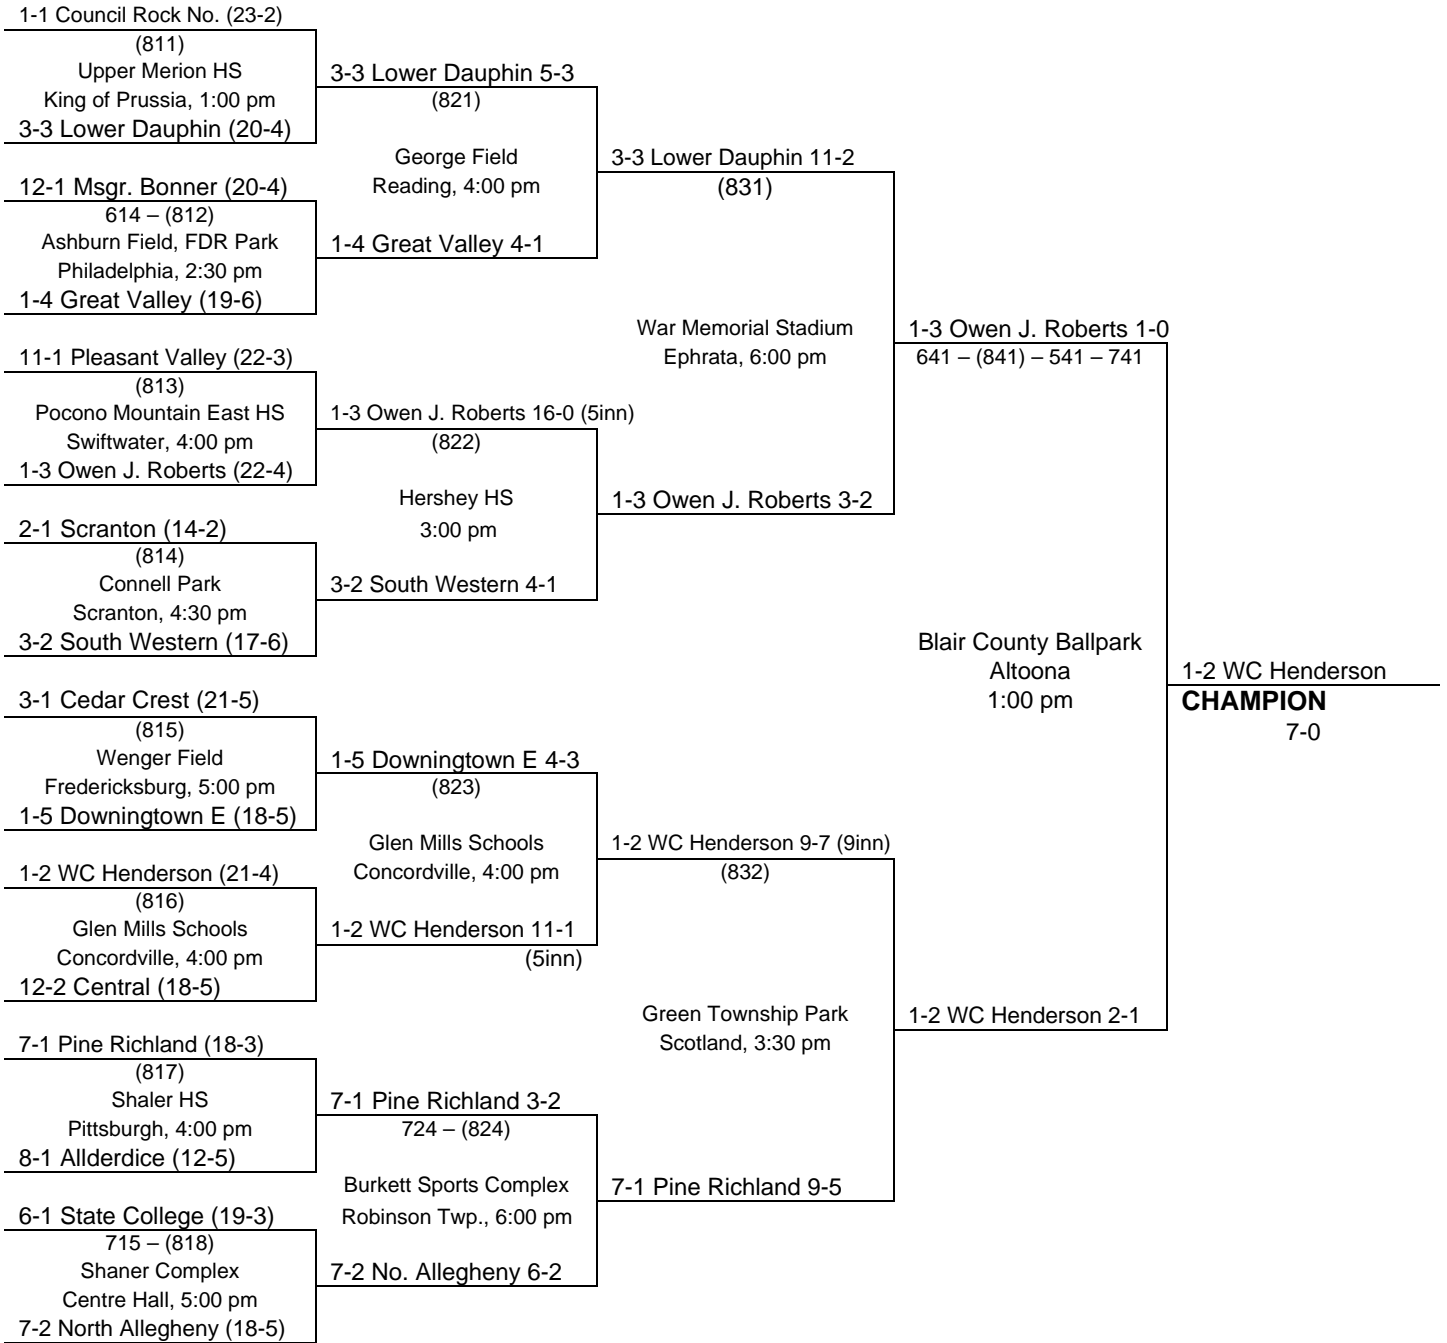 1-1 Council Rock No. (23-2)
(811)
Upper Merion HS
King of Prussia, 1:00 pm
3-3 Lower Dauphin (20-4)
12-1 Msgr. Bonner (20-4)
614 – (812)
Ashburn Field, FDR Park
Philadelphia, 2:30 pm
1-4 Great Valley (19-6)
11-1 Pleasant Valley (22-3)
(813)
Pocono Mountain East HS
Swiftwater, 4:00 pm
1-3 Owen J. Roberts (22-4)
2-1 Scranton (14-2)
(814)
Connell Park
Scranton, 4:30 pm
3-2 South Western (17-6)
3-1 Cedar Crest (21-5)
(815)
Wenger Field
Fredericksburg, 5:00 pm
1-5 Downingtown E (18-5)
1-2 WC Henderson (21-4)
(816)
Glen Mills Schools
Concordville, 4:00 pm
12-2 Central (18-5)
7-1 Pine Richland (18-3)
(817)
Shaler HS
Pittsburgh, 4:00 pm
8-1 Allderdice (12-5)
6-1 State College (19-3)
715 – (818)
Shaner Complex
Centre Hall, 5:00 pm
7-2 North Allegheny (18-5)
3-3 Lower Dauphin 5-3
(821)
George Field
Reading, 4:00 pm
1-4 Great Valley 4-1
1-3 Owen J. Roberts 16-0 (5inn)
(822)
Hershey HS
3:00 pm
3-2 South Western 4-1
1-5 Downingtown E 4-3
(823)
Glen Mills Schools
Concordville, 4:00 pm
1-2 WC Henderson 11-1
(5inn)
7-1 Pine Richland 3-2
724 – (824)
Burkett Sports Complex
Robinson Twp., 6:00 pm
7-2 No. Allegheny 6-2
3-3 Lower Dauphin 11-2
(831)
War Memorial Stadium
Ephrata, 6:00 pm
1-3 Owen J. Roberts 3-2
1-2 WC Henderson 9-7 (9inn)
(832)
Green Township Park
Scotland, 3:30 pm
7-1 Pine Richland 9-5
1-3 Owen J. Roberts 1-0
641 – (841) – 541 – 741
Blair County Ballpark
Altoona
1:00 pm
1-2 WC Henderson 2-1
1-2 WC Henderson
CHAMPION
7-0